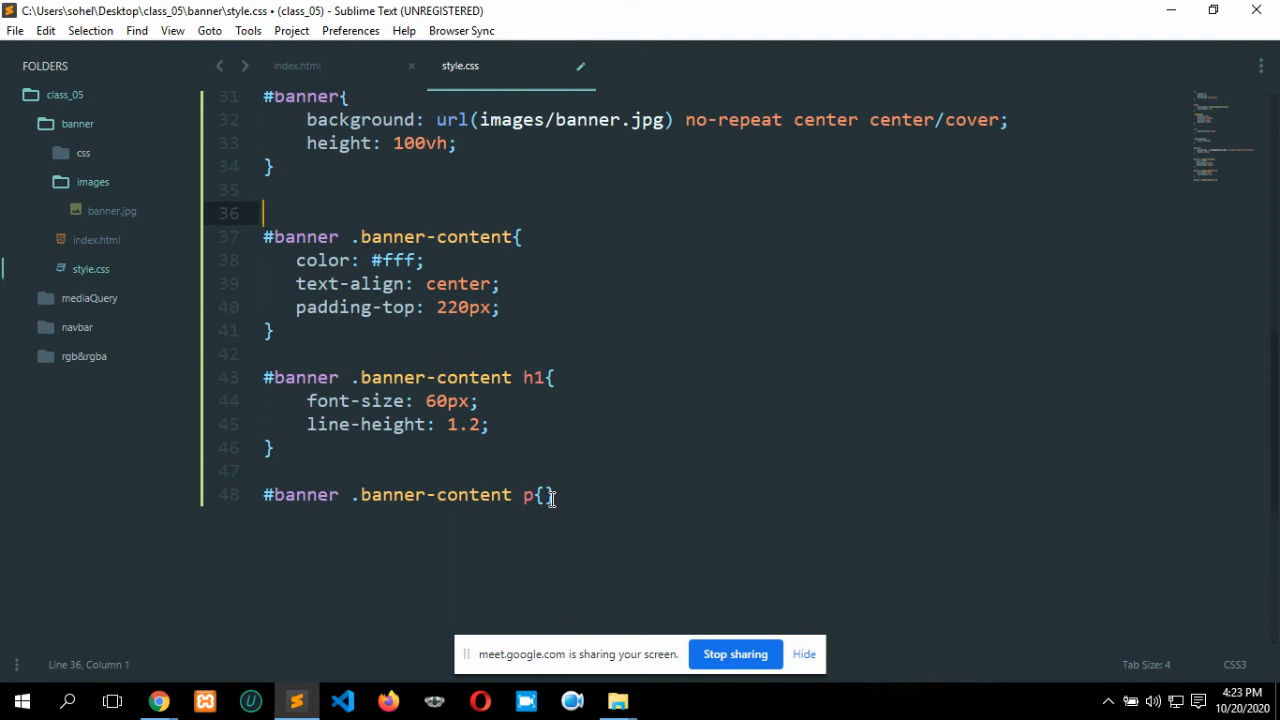 C:\Users\sohel\Desktop\class_05\banner\style.css • (class_05) - Sublime Text (UNREGISTERED)
File Edit Selection Find View Goto Tools Project Preferences Help Browser Sync
FOLDERS
class_05
banner
css
images
banner.jpg
index.html
style.css
mediaQuery
navbar
rgb&rgba
index.html
style.css
31 #banner{
32 background: url(images/banner.jpg) no-repeat center center/cover;
33 height: 100vh;
34 }
35
36
37 #banner .banner-content{
38 color: #fff;
39 text-align: center;
40 padding-top: 220px;
41 }
42
43 #banner .banner-content h1{
44 font-size: 60px;
45 line-height: 1.2;
46 }
47
48 #banner .banner-content p{}
meet.google.com is sharing your screen. Stop sharing Hide
Line 36, Column 1 Tab Size: 4 CSS3
4:23 PM
10/20/2020